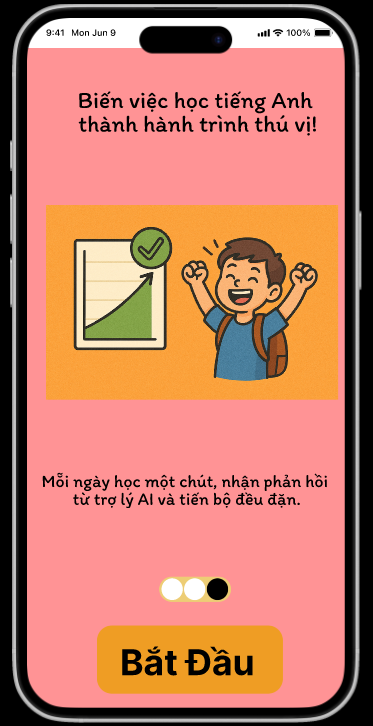 9:41 Mon Jun 9 100%
Biến việc học tiếng Anh
thành hành trình thú vị!
Mỗi ngày học một chút, nhận phản hồi
từ trợ lý AI và tiến bộ đều đặn.
Bắt Đầu